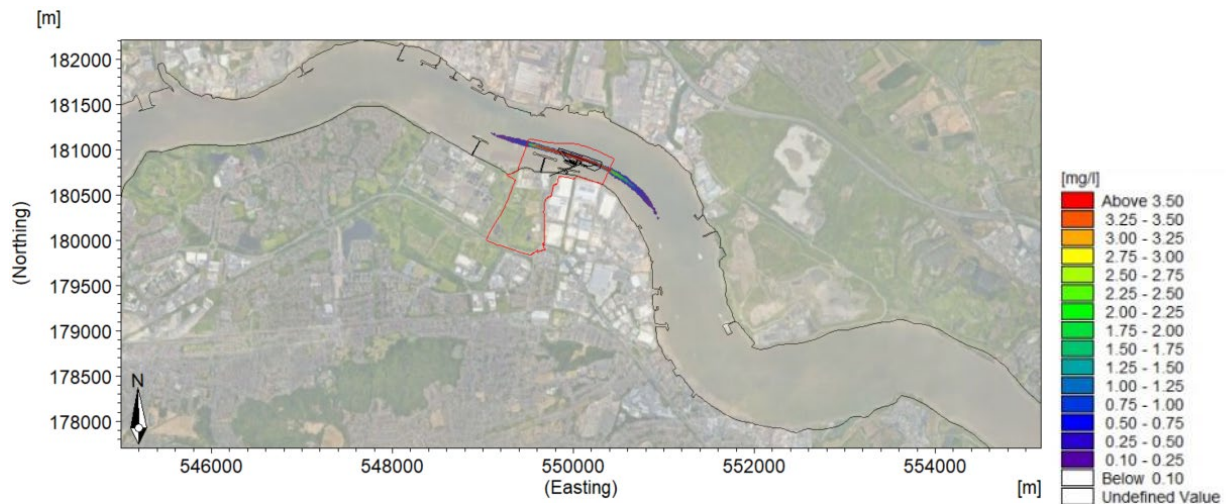 [m]
182000
181500
181000
180500
180000
179500
179000
178500
178000
(Northing)
N
546000
548000
550000
552000
554000
(Easting)
[m]
[mg/l]
Above 3.50
3.25 - 3.50
3.00 - 3.25
2.75 - 3.00
2.50 - 2.75
2.25 - 2.50
2.00 - 2.25
1.75 - 2.00
1.50 - 1.75
1.25 - 1.50
1.00 - 1.25
0.75 - 1.00
0.50 - 0.75
0.25 - 0.50
0.10 - 0.25
Below 0.10
Undefined Value